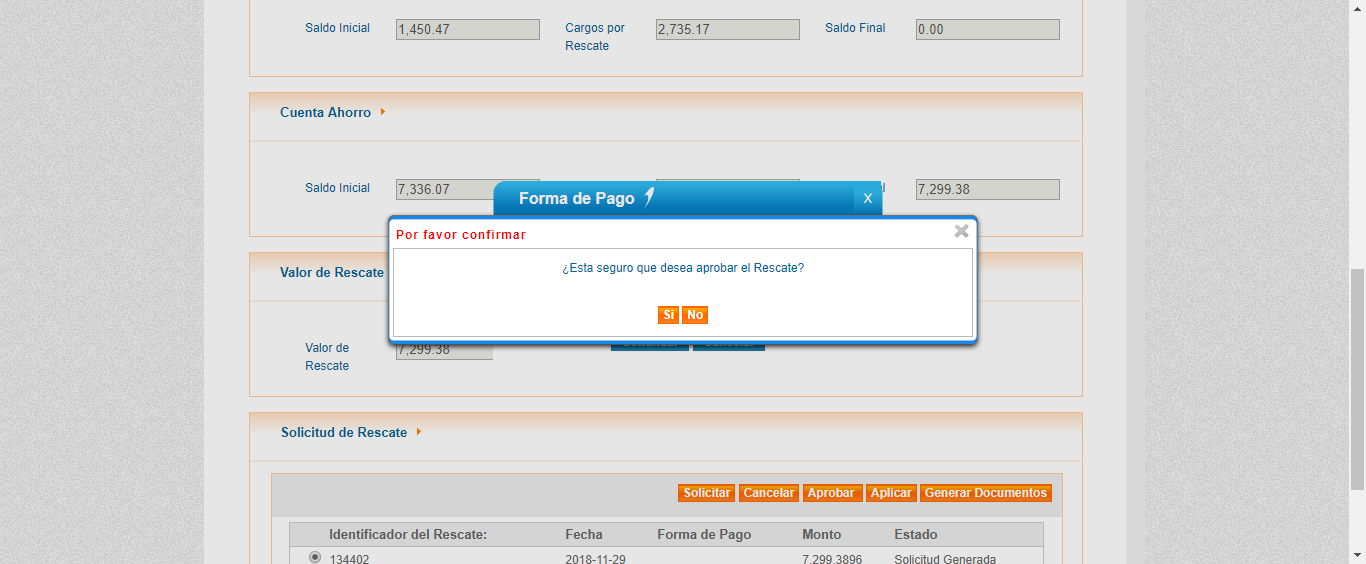 Saldo Inicial 1,450.47 Cargos por Rescate 2,735.17 Saldo Final 0.00
Cuenta Ahorro
Saldo Inicial 7,336.07 7,299.38
Forma de Pago X
Por favor confirmar
¿Esta seguro que desea aprobar el Rescate?
Si No
Valor de Rescate
Valor de Rescate 7,299.38
Solicitud de Rescate
Solicitar Cancelar Aprobar Aplicar Generar Documentos
Identificador del Rescate: Fecha Forma de Pago Monto Estado
134402 2018-11-29 7,299.3896 Solicitud Generada